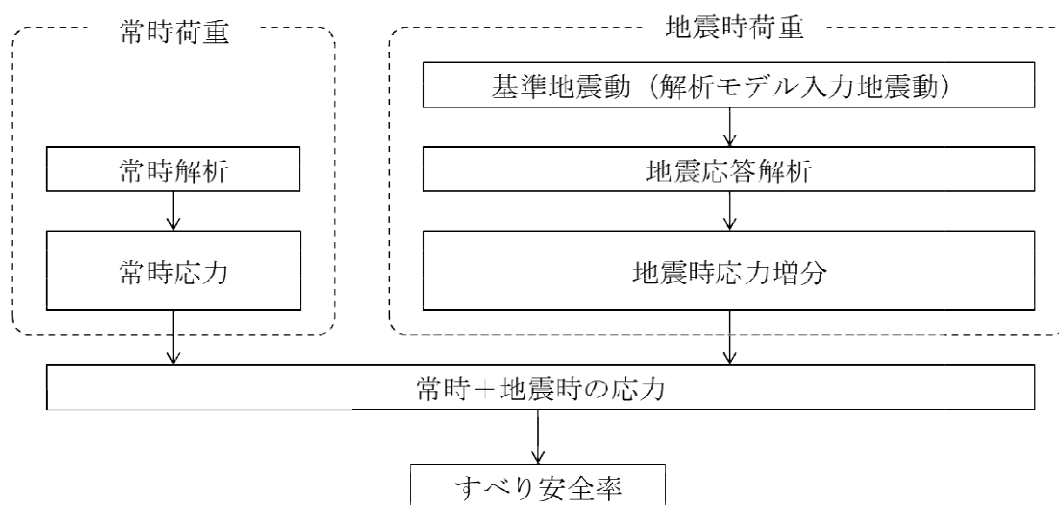 常時荷重
地震時荷重
基準地震動（解析モデル入力地震動）
常時解析
地震応答解析
常時応力
地震時応力増分
常時＋地震時の応力
すべり安全率